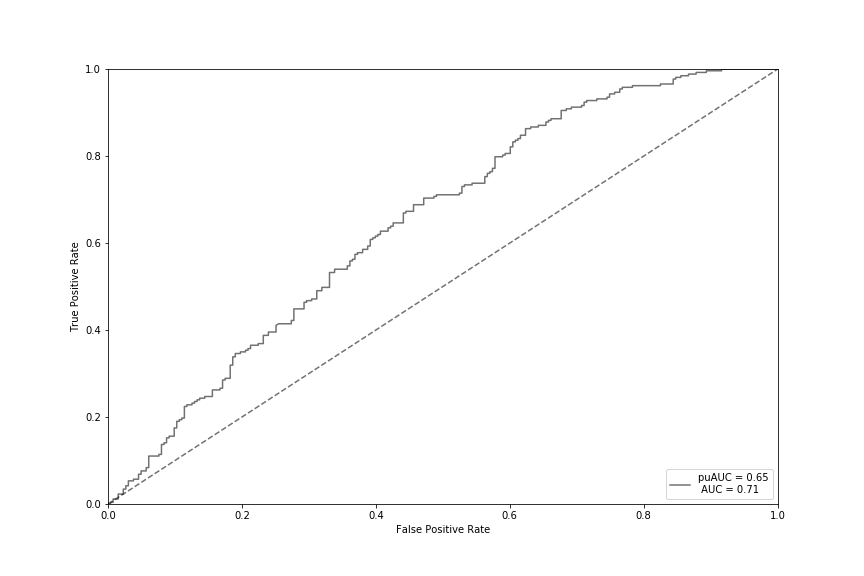 1.0
0.8
0.6
0.4
0.2
0.0
True Positive Rate
0.0 0.2 0.4 0.6 0.8 1.0
False Positive Rate
puAUC = 0.65
AUC = 0.71